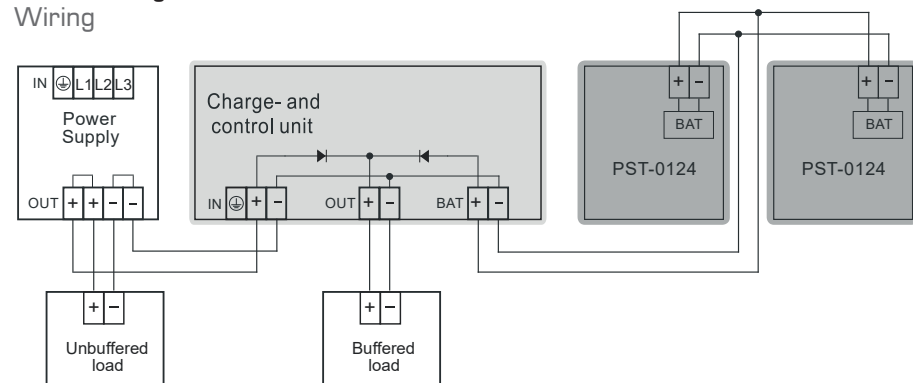 Wiring
IN ⏚ L1 L2 L3
Power
Supply
OUT + + − −
Charge- and
control unit
IN ⏚ + −
OUT + −
BAT + −
+ −
BAT
PST-0124
+ −
BAT
PST-0124
+ −
Unbuffered
load
+ −
Buffered
load